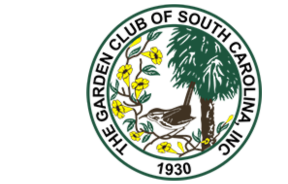 THE GARDEN CLUB OF SOUTH CAROLINA, INC
1930